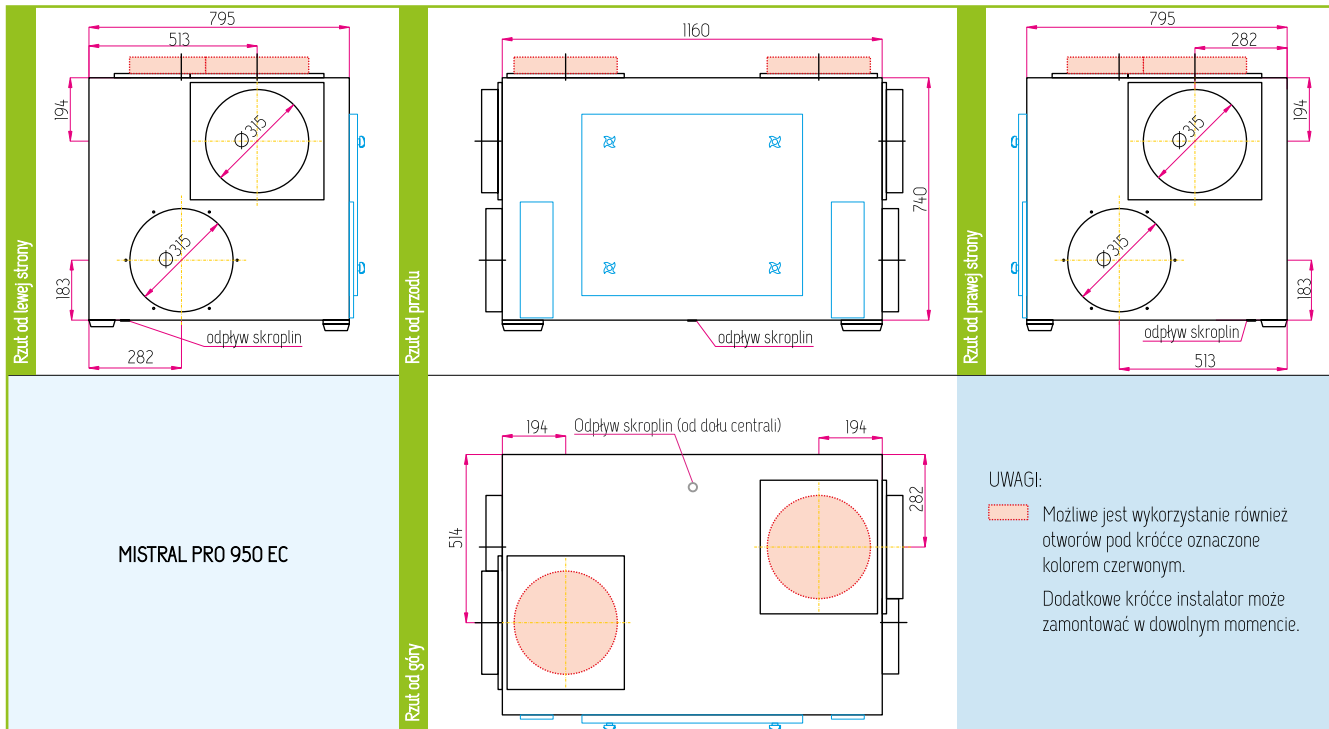 Rzut od lewej strony
795
513
194
Ø315
Ø315
183
odpływ skroplin
282
Rzut od przodu
1160
740
odpływ skroplin
Rzut od prawej strony
795
282
194
Ø315
Ø315
183
odpływ skroplin
513
MISTRAL PRO 950 EC
Rzut od góry
194
Odpływ skroplin (od dołu centrali)
194
514
282
UWAGI:
Możliwe jest wykorzystanie również
otworów pod króćce oznaczone
kolorem czerwonym.
Dodatkowe króćce instalator może
zamontować w dowolnym momencie.